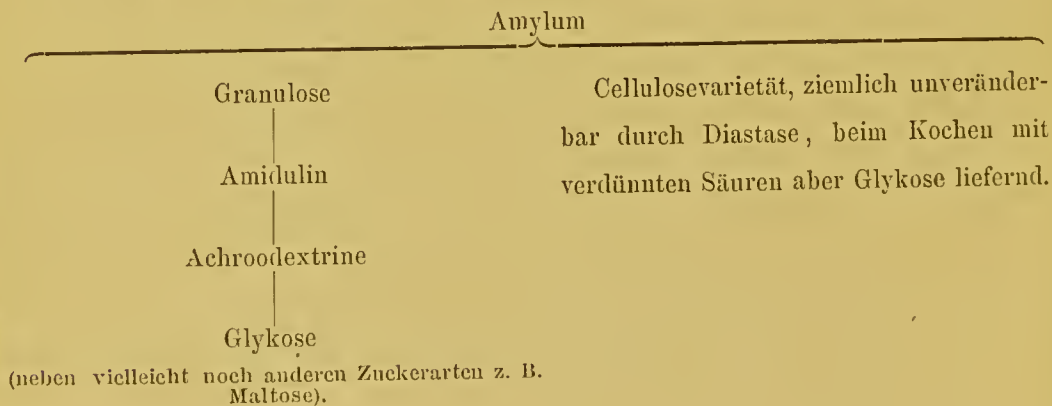 Amylum
Granulose
Amidulin
Achroodextrine
Glykose
(neben vielleicht noch anderen Zuckerarten z. B.
Maltose).
Cellulosevarietät, ziemlich unveränder-
bar durch Diastase, beim Kochen mit
verdünnten Säuren aber Glykose liefernd.